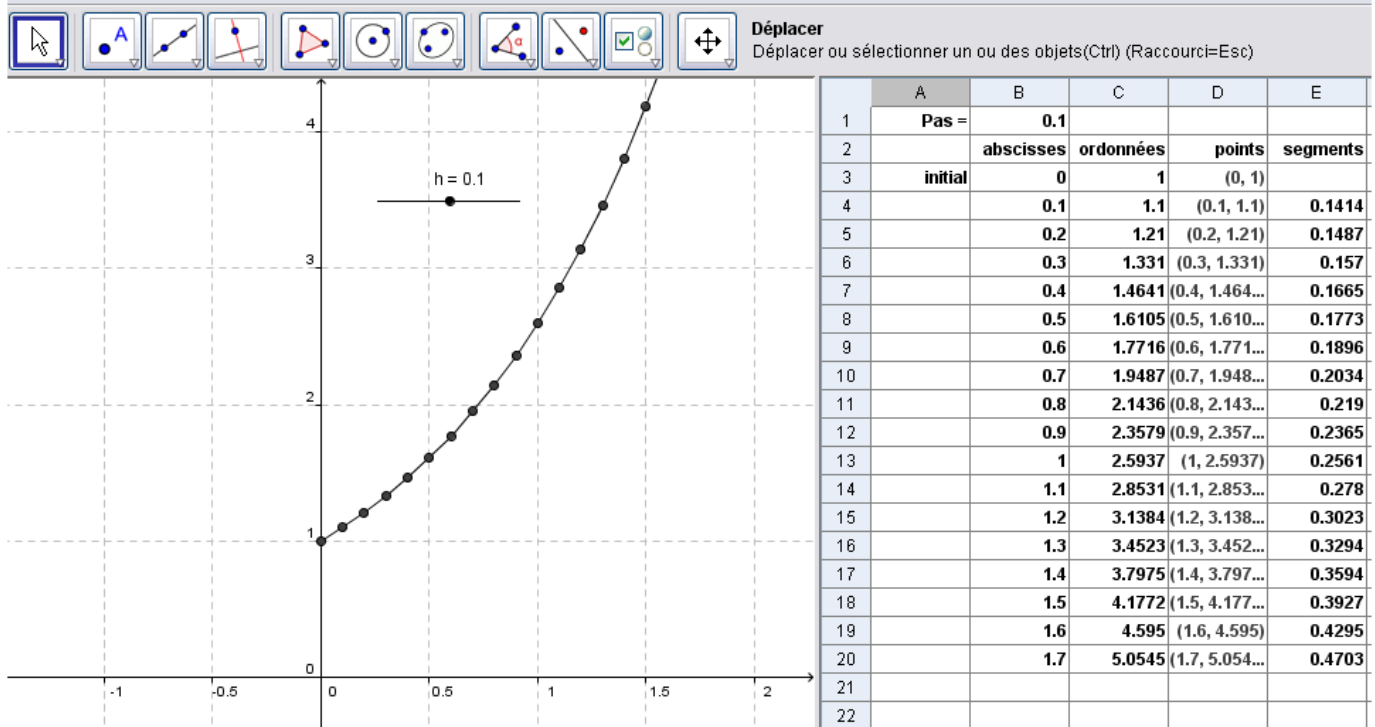 Déplacer
Déplacer ou sélectionner un ou des objets(Ctrl) (Raccourci=Esc)
A
α
4
h = 0.1
3
2
1
0
-1 -0.5 0 0.5 1 1.5 2
A B C D E
1 Pas = 0.1
2 abscisses ordonnées points segments
3 initial 0 1 (0, 1)
4 0.1 1.1 (0.1, 1.1) 0.1414
5 0.2 1.21 (0.2, 1.21) 0.1487
6 0.3 1.331 (0.3, 1.331) 0.157
7 0.4 1.4641 (0.4, 1.464... 0.1665
8 0.5 1.6105 (0.5, 1.610... 0.1773
9 0.6 1.7716 (0.6, 1.771... 0.1896
10 0.7 1.9487 (0.7, 1.948... 0.2034
11 0.8 2.1436 (0.8, 2.143... 0.219
12 0.9 2.3579 (0.9, 2.357... 0.2365
13 1 2.5937 (1, 2.5937) 0.2561
14 1.1 2.8531 (1.1, 2.853... 0.278
15 1.2 3.1384 (1.2, 3.138... 0.3023
16 1.3 3.4523 (1.3, 3.452... 0.3294
17 1.4 3.7975 (1.4, 3.797... 0.3594
18 1.5 4.1772 (1.5, 4.177... 0.3927
19 1.6 4.595 (1.6, 4.595) 0.4295
20 1.7 5.0545 (1.7, 5.054... 0.4703
21
22